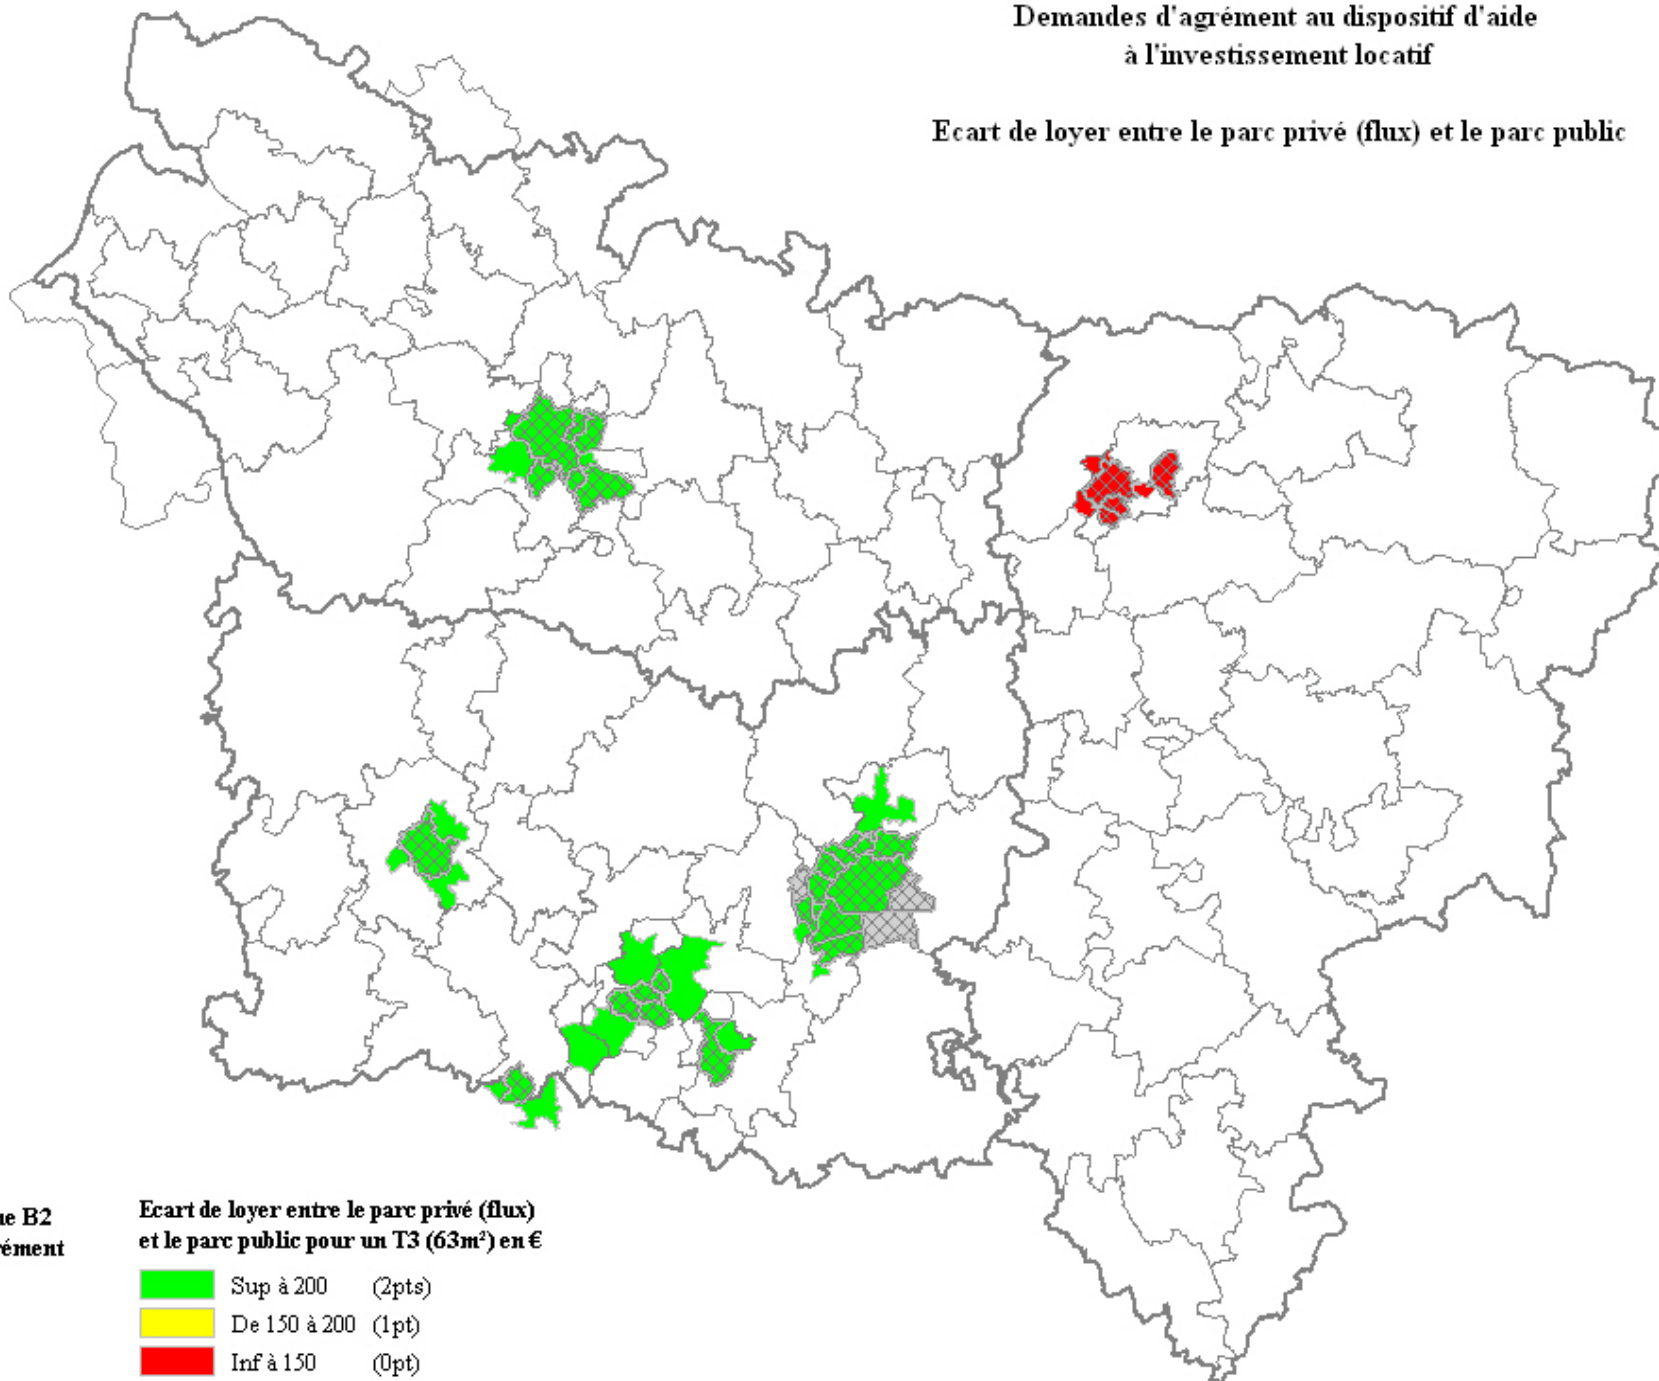 Demandes d'agrément au dispositif d'aide
à l'investissement locatif
Ecart de loyer entre le parc privé (flux) et le parc public
B2
Ecart de loyer entre le parc privé (flux)
et le parc public pour un T3 (63m²) en €
Sup à 200 (2pts)
De 150 à 200 (1pt)
Inf à 150 (0pt)